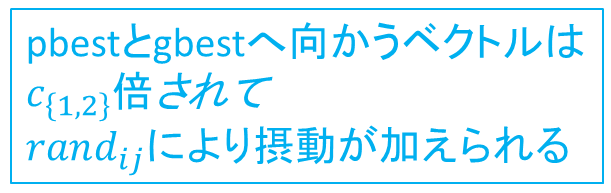 pbestとgbestへ向かうベクトルは
c_{1,2}倍されて
rand_{ij}により摂動が加えられる